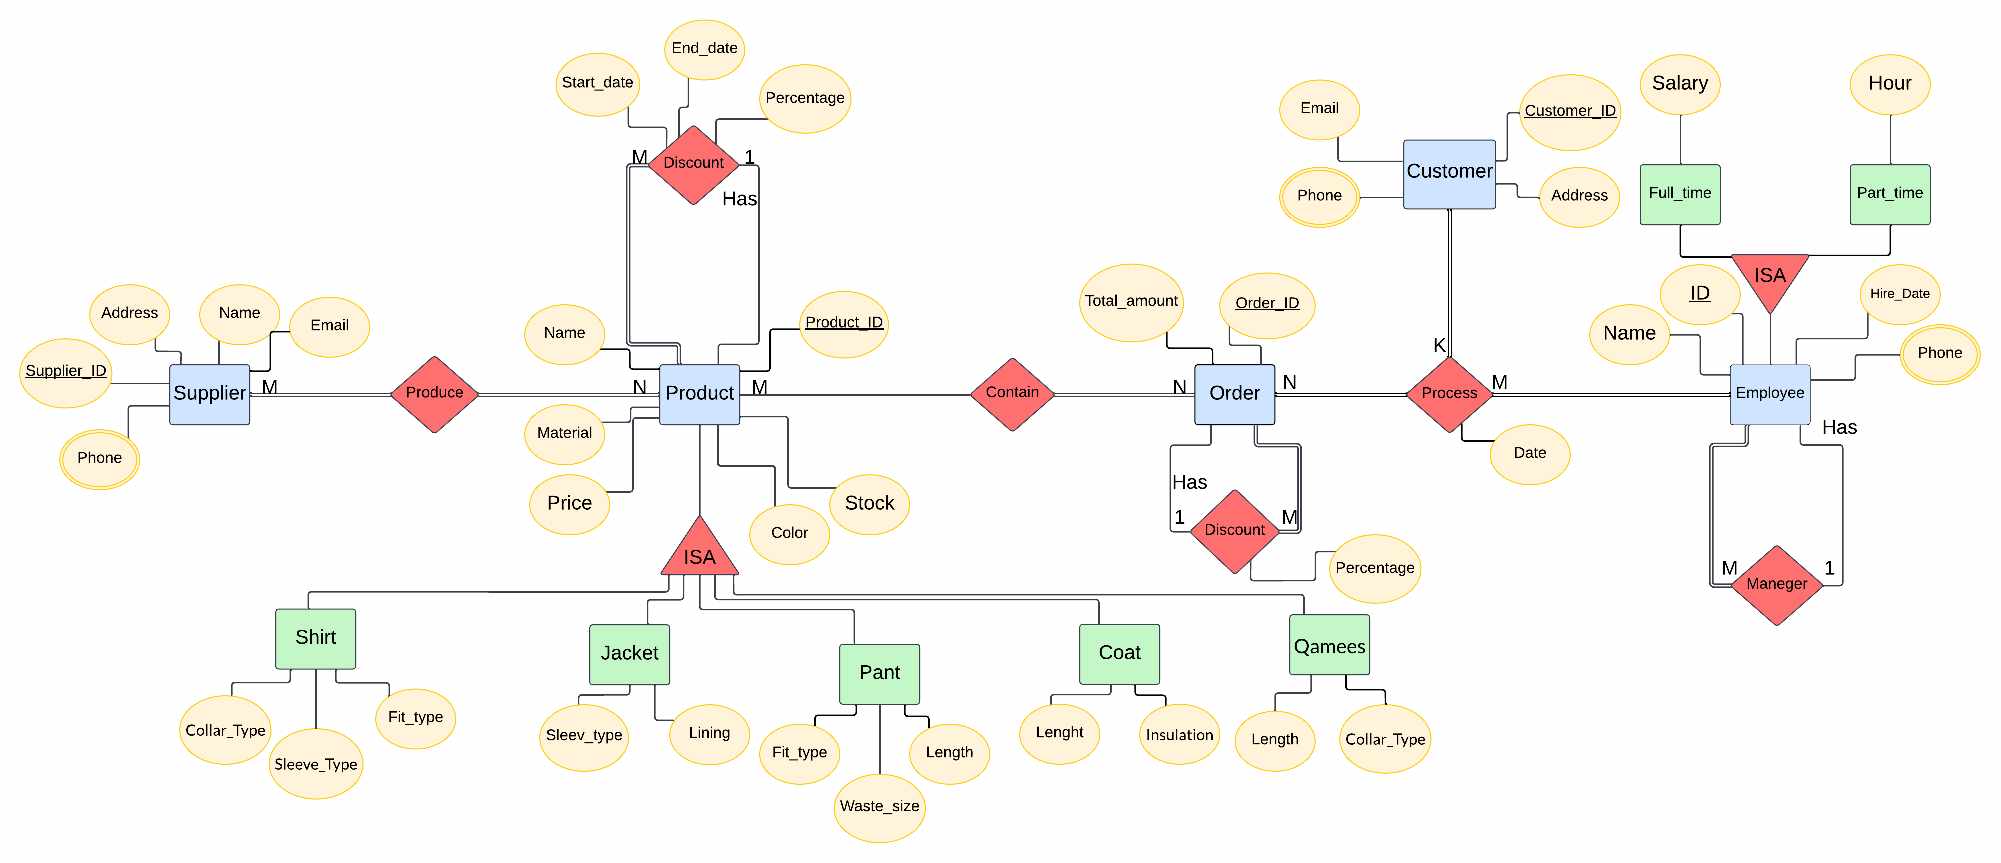 End_date
Start_date
Percentage
M
Discount
1
Has
Email
Customer_ID
Customer
Phone
Address
Salary
Hour
Full_time
Part_time
ISA
ID
Hire_Date
Name
Phone
Address
Name
Email
Supplier_ID
Supplier
M
Phone
Produce
Name
Product_ID
N
Product
M
Material
Price
Color
Stock
Contain
Total_amount
Order_ID
N
Order
N
K
Process
M
Date
Employee
Has
M
Maneger
1
Has
1
Discount
M
Percentage
ISA
Shirt
Jacket
Pant
Coat
Qamees
Collar_Type
Sleeve_Type
Fit_type
Sleev_type
Lining
Fit_type
Waste_size
Length
Lenght
Insulation
Length
Collar_Type